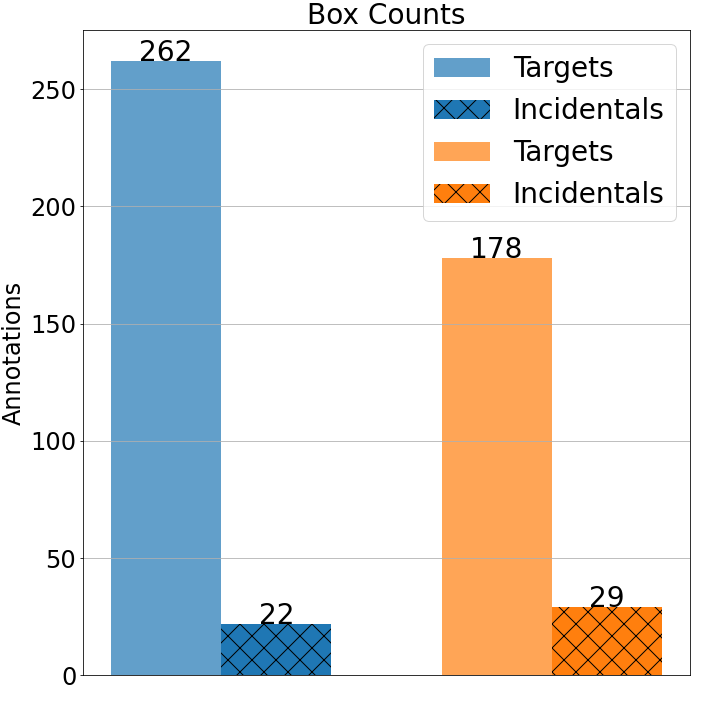 Box Counts
262
Targets
Incidentals
Targets
Incidentals
250
200
178
150
Annotations
100
50
22
29
0